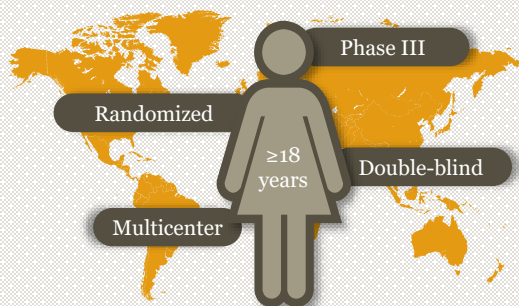 Phase III
Randomized
≥18
years
Double-blind
Multicenter